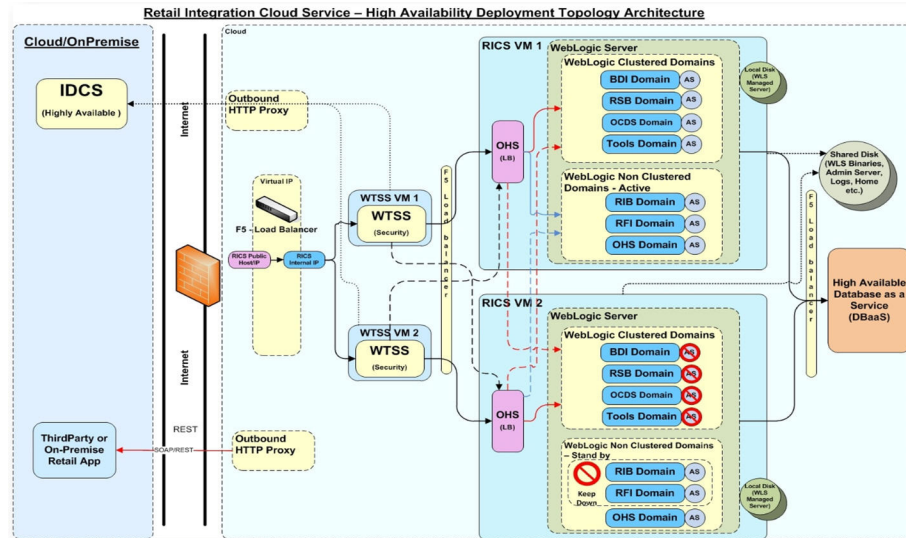 Retail Integration Cloud Service – High Availability Deployment Topology Architecture
Cloud/OnPremise
IDCS
(Highly Available )
ThirdParty or
On-Premise
Retail App
Internet
Internet
REST
SOAP/REST
Cloud
Outbound
HTTP Proxy
Virtual IP
F5 - Load Balancer
RICS Public
Host/IP
RICS
Internal IP
Outbound
HTTP Proxy
WTSS VM 1
WTSS
(Security)
WTSS VM 2
WTSS
(Security)
F5 Load balancer
OHS
(LB)
OHS
(LB)
RICS VM 1
WebLogic Server
WebLogic Clustered Domains
BDI Domain
AS
RSB Domain
AS
OCDS Domain
AS
Tools Domain
AS
WebLogic Non Clustered
Domains - Active
RIB Domain
AS
RFI Domain
AS
OHS Domain
AS
Local Disk
(WLS
Managed
Server)
RICS VM 2
WebLogic Server
WebLogic Clustered Domains
BDI Domain
AS
RSB Domain
AS
OCDS Domain
AS
Tools Domain
AS
WebLogic Non Clustered Domains
– Stand by
Keep
Down
RIB Domain
AS
RFI Domain
AS
OHS Domain
AS
Local Disk
(WLS
Managed
Server)
Shared Disk
(WLS Binaries,
Admin Server,
Logs, Home
etc.)
F5 Load balancer
High Available
Database as a
Service
(DBaaS)